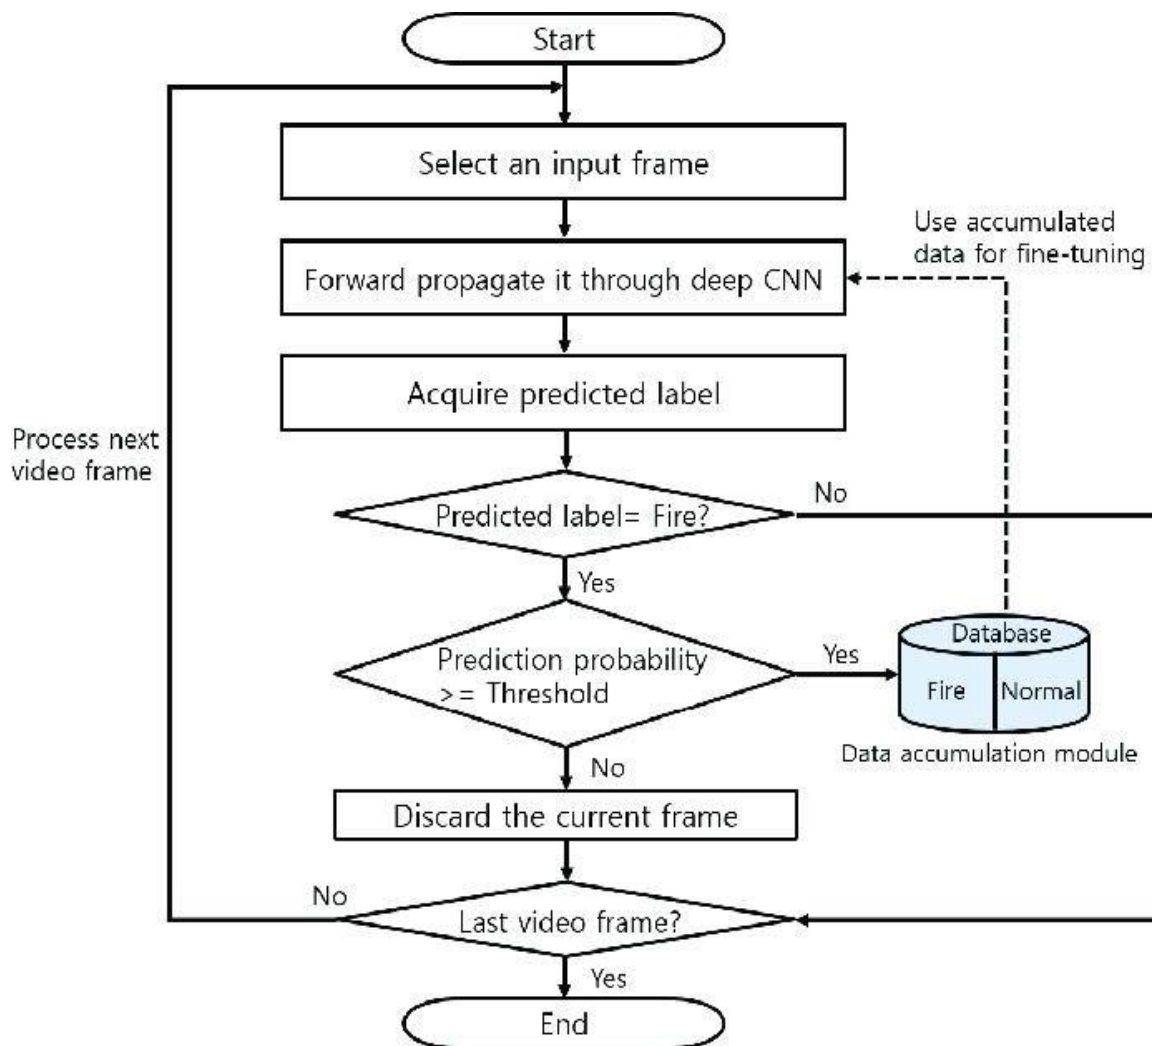 Start
Select an input frame
Use accumulated
data for fine-tuning
Forward propagate it through deep CNN
Acquire predicted label
Process next
video frame
No
Predicted label= Fire?
Yes
Prediction probability
>= Threshold
Yes
Database
Fire
Normal
Data accumulation module
No
Discard the current frame
No
Last video frame?
Yes
End